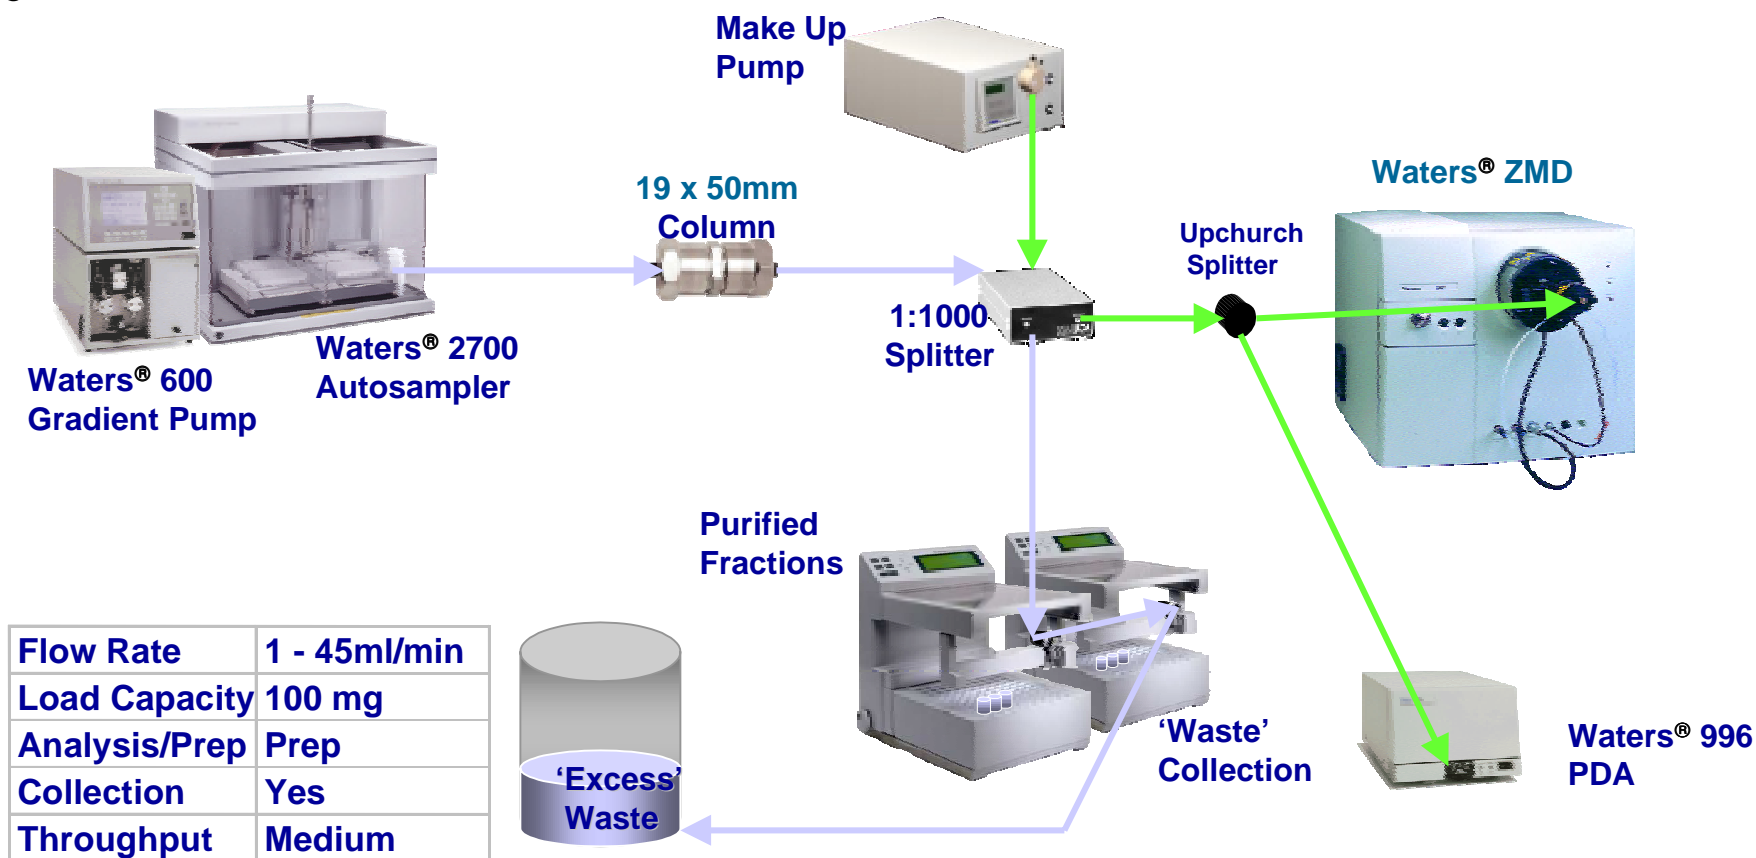 Make Up
Pump
Waters® ZMD
19 x 50mm
Column
Upchurch
Splitter
1:1000
Splitter
Waters® 2700
Autosampler
Waters® 600
Gradient Pump
Purified
Fractions
Flow Rate 1 - 45ml/min
Load Capacity 100 mg
Analysis/Prep Prep
Collection Yes
Throughput Medium
'Excess'
Waste
‘Waste’
Collection
Waters® 996
PDA